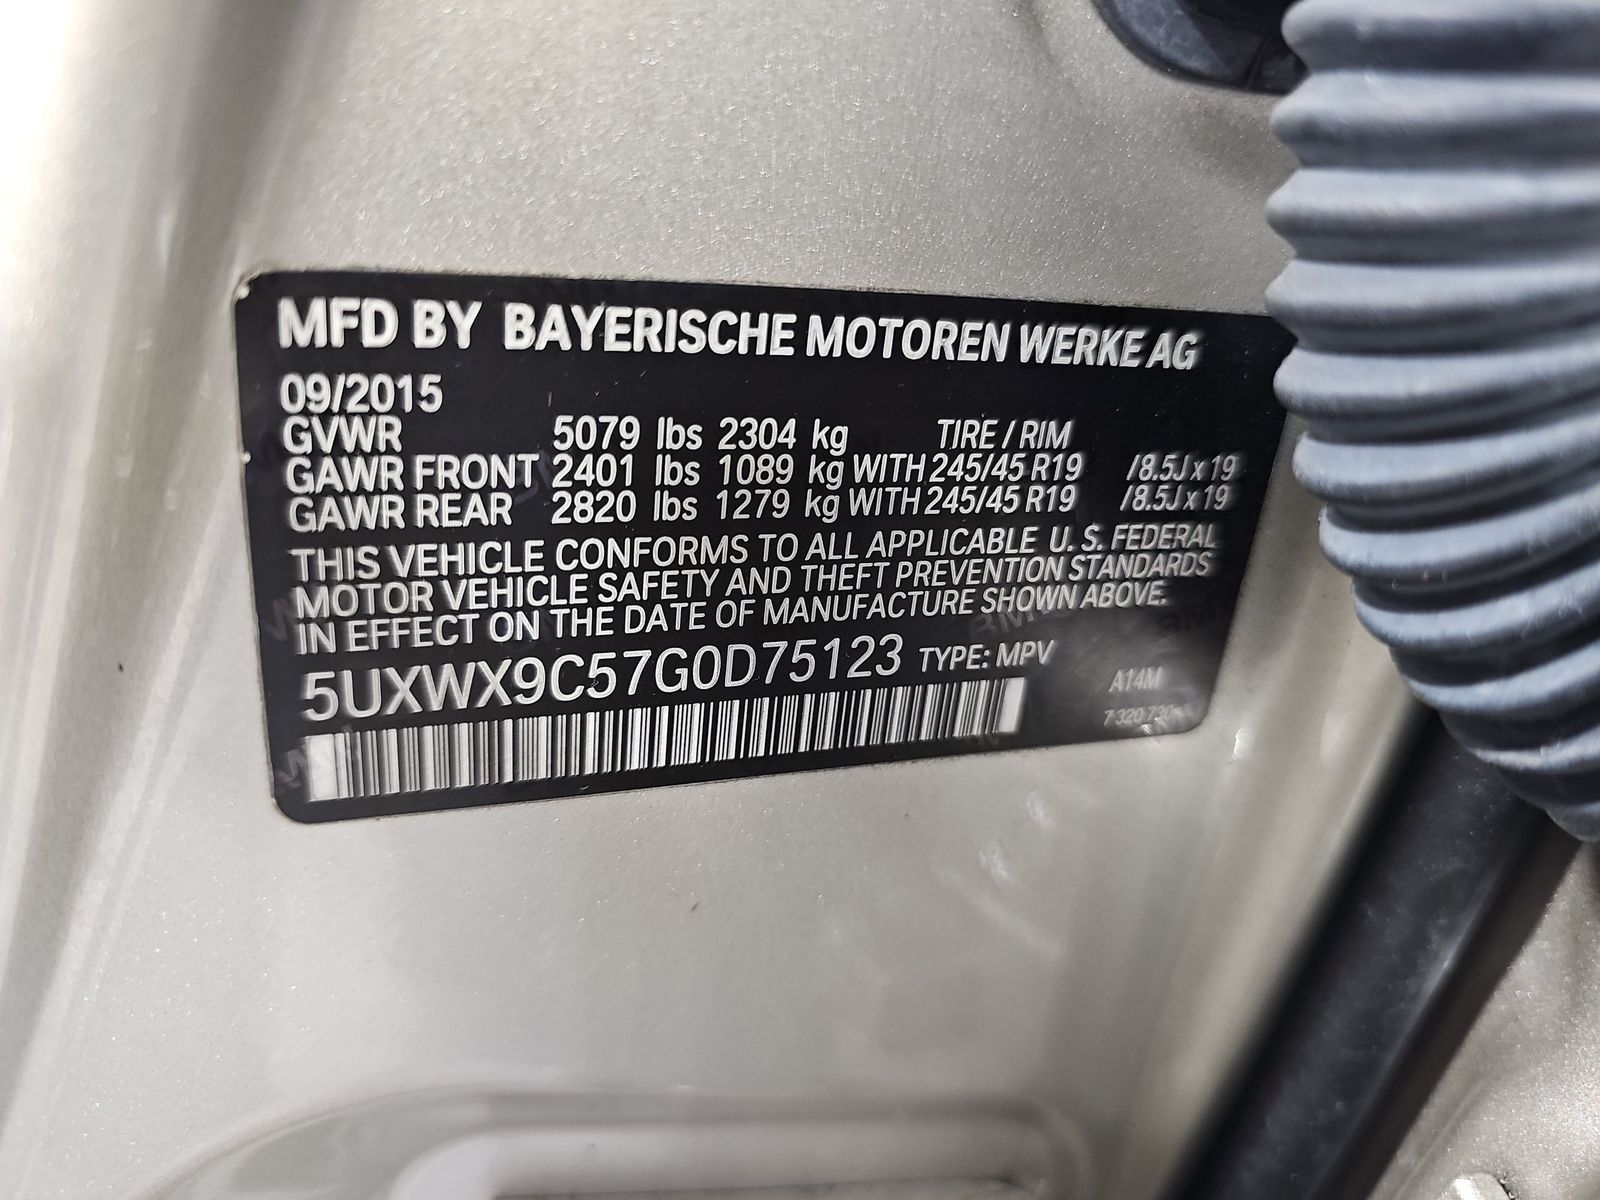 MFD BY BAYERISCHE MOTOREN WERKE AG
09/2015
GVWR 5079 lbs 2304 kg TIRE / RIM
GAWR FRONT 2401 lbs 1089 kg WITH 245/45 R19 /8.5J x 19
GAWR REAR 2820 lbs 1279 kg WITH 245/45 R19 /8.5J x 19
THIS VEHICLE CONFORMS TO ALL APPLICABLE U. S. FEDERAL
MOTOR VEHICLE SAFETY AND THEFT PREVENTION STANDARDS
IN EFFECT ON THE DATE OF MANUFACTURE SHOWN ABOVE.
5UXWX9C57G0D75123 TYPE: MPV
A14M
7 320